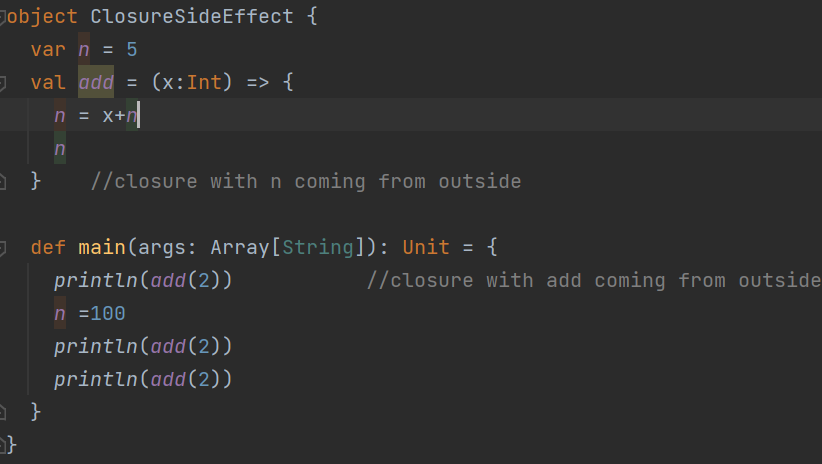 object ClosureSideEffect {
  var n = 5
  val add = (x:Int) => {
    n = x+n
    n
  }    //closure with n coming from outside

  def main(args: Array[String]): Unit = {
    println(add(2))           //closure with add coming from outside
    n =100
    println(add(2))
    println(add(2))
  }
}